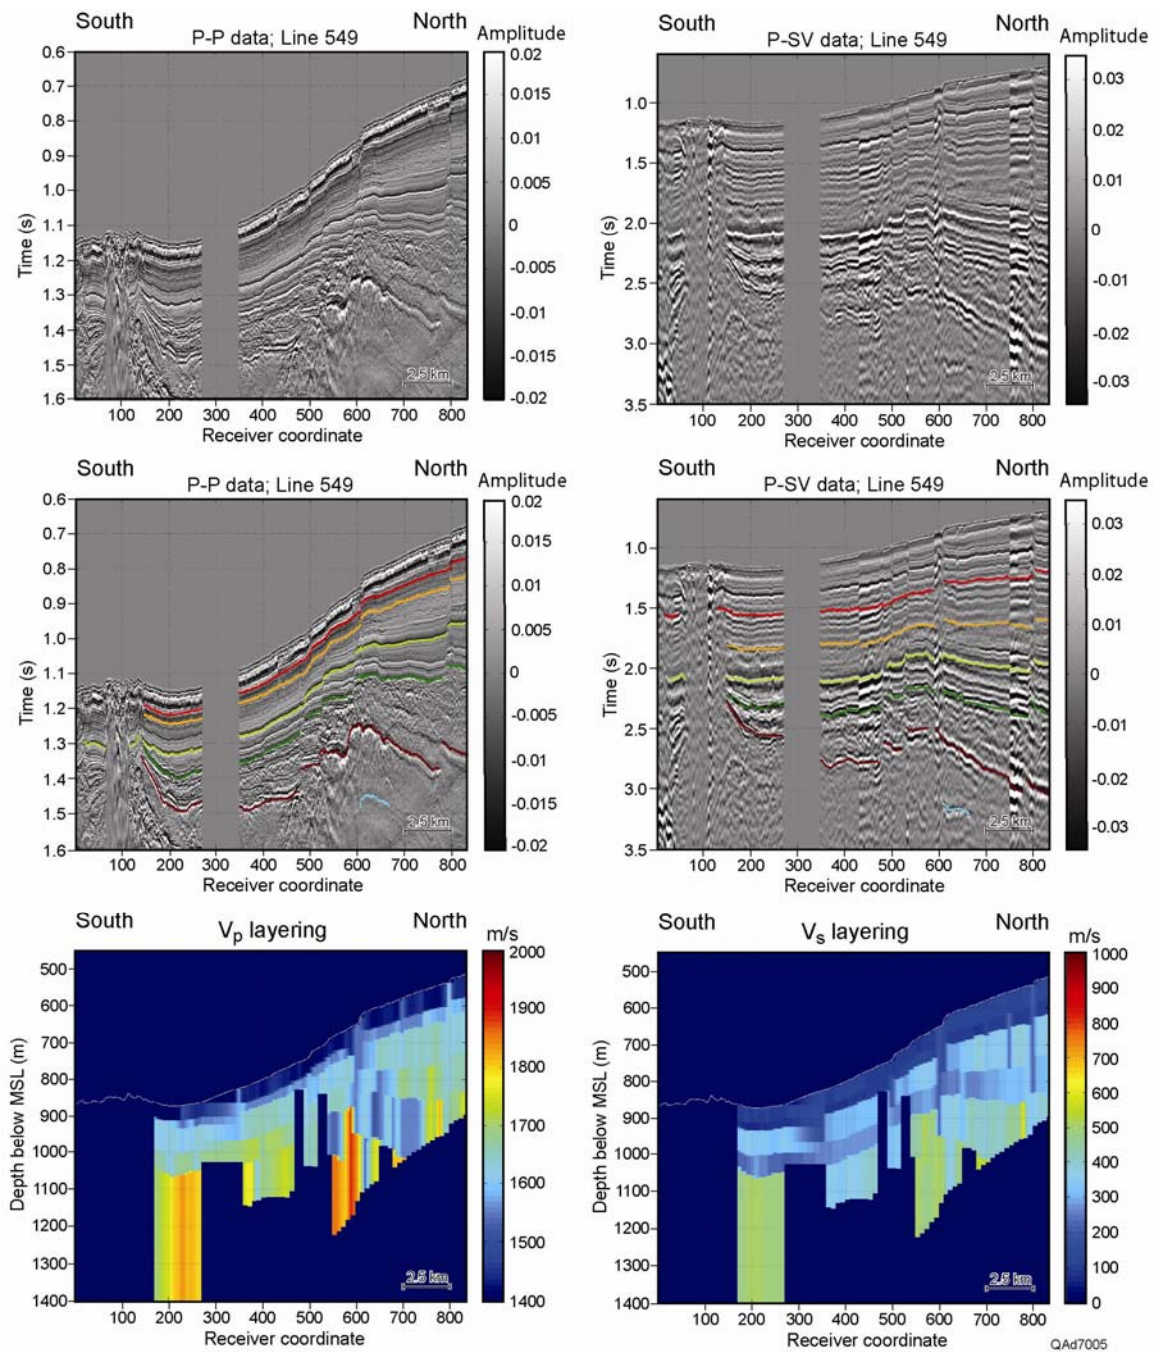 South North Amplitude
P-P data; Line 549
0.6
0.7
0.8
0.9
1.0
1.1
1.2
1.3
1.4
1.5
1.6
Time (s)
100 200 300 400 500 600 700 800
Receiver coordinate
2.5 km
0.02
0.015
0.01
0.005
0
-0.005
-0.01
-0.015
-0.02
South North Amplitude
P-SV data; Line 549
1.0
1.5
2.0
2.5
3.0
3.5
Time (s)
100 200 300 400 500 600 700 800
Receiver coordinate
2.5 km
0.03
0.02
0.01
0
-0.01
-0.02
-0.03
South North Amplitude
P-P data; Line 549
0.6
0.7
0.8
0.9
1.0
1.1
1.2
1.3
1.4
1.5
1.6
Time (s)
100 200 300 400 500 600 700 800
Receiver coordinate
2.5 km
0.02
0.015
0.01
0.005
0
-0.005
-0.01
-0.015
-0.02
South North Amplitude
P-SV data; Line 549
1.0
1.5
2.0
2.5
3.0
3.5
Time (s)
100 200 300 400 500 600 700 800
Receiver coordinate
2.5 km
0.03
0.02
0.01
0
-0.01
-0.02
-0.03
South North
Vp layering m/s
500
600
700
800
900
1000
1100
1200
1300
1400
Depth below MSL (m)
100 200 300 400 500 600 700 800
Receiver coordinate
2.5 km
2000
1900
1800
1700
1600
1500
1400
South North
Vs layering m/s
500
600
700
800
900
1000
1100
1200
1300
1400
Depth below MSL (m)
100 200 300 400 500 600 700 800
Receiver coordinate
2.5 km
1000
900
800
700
600
500
400
300
200
100
0
QAd7005